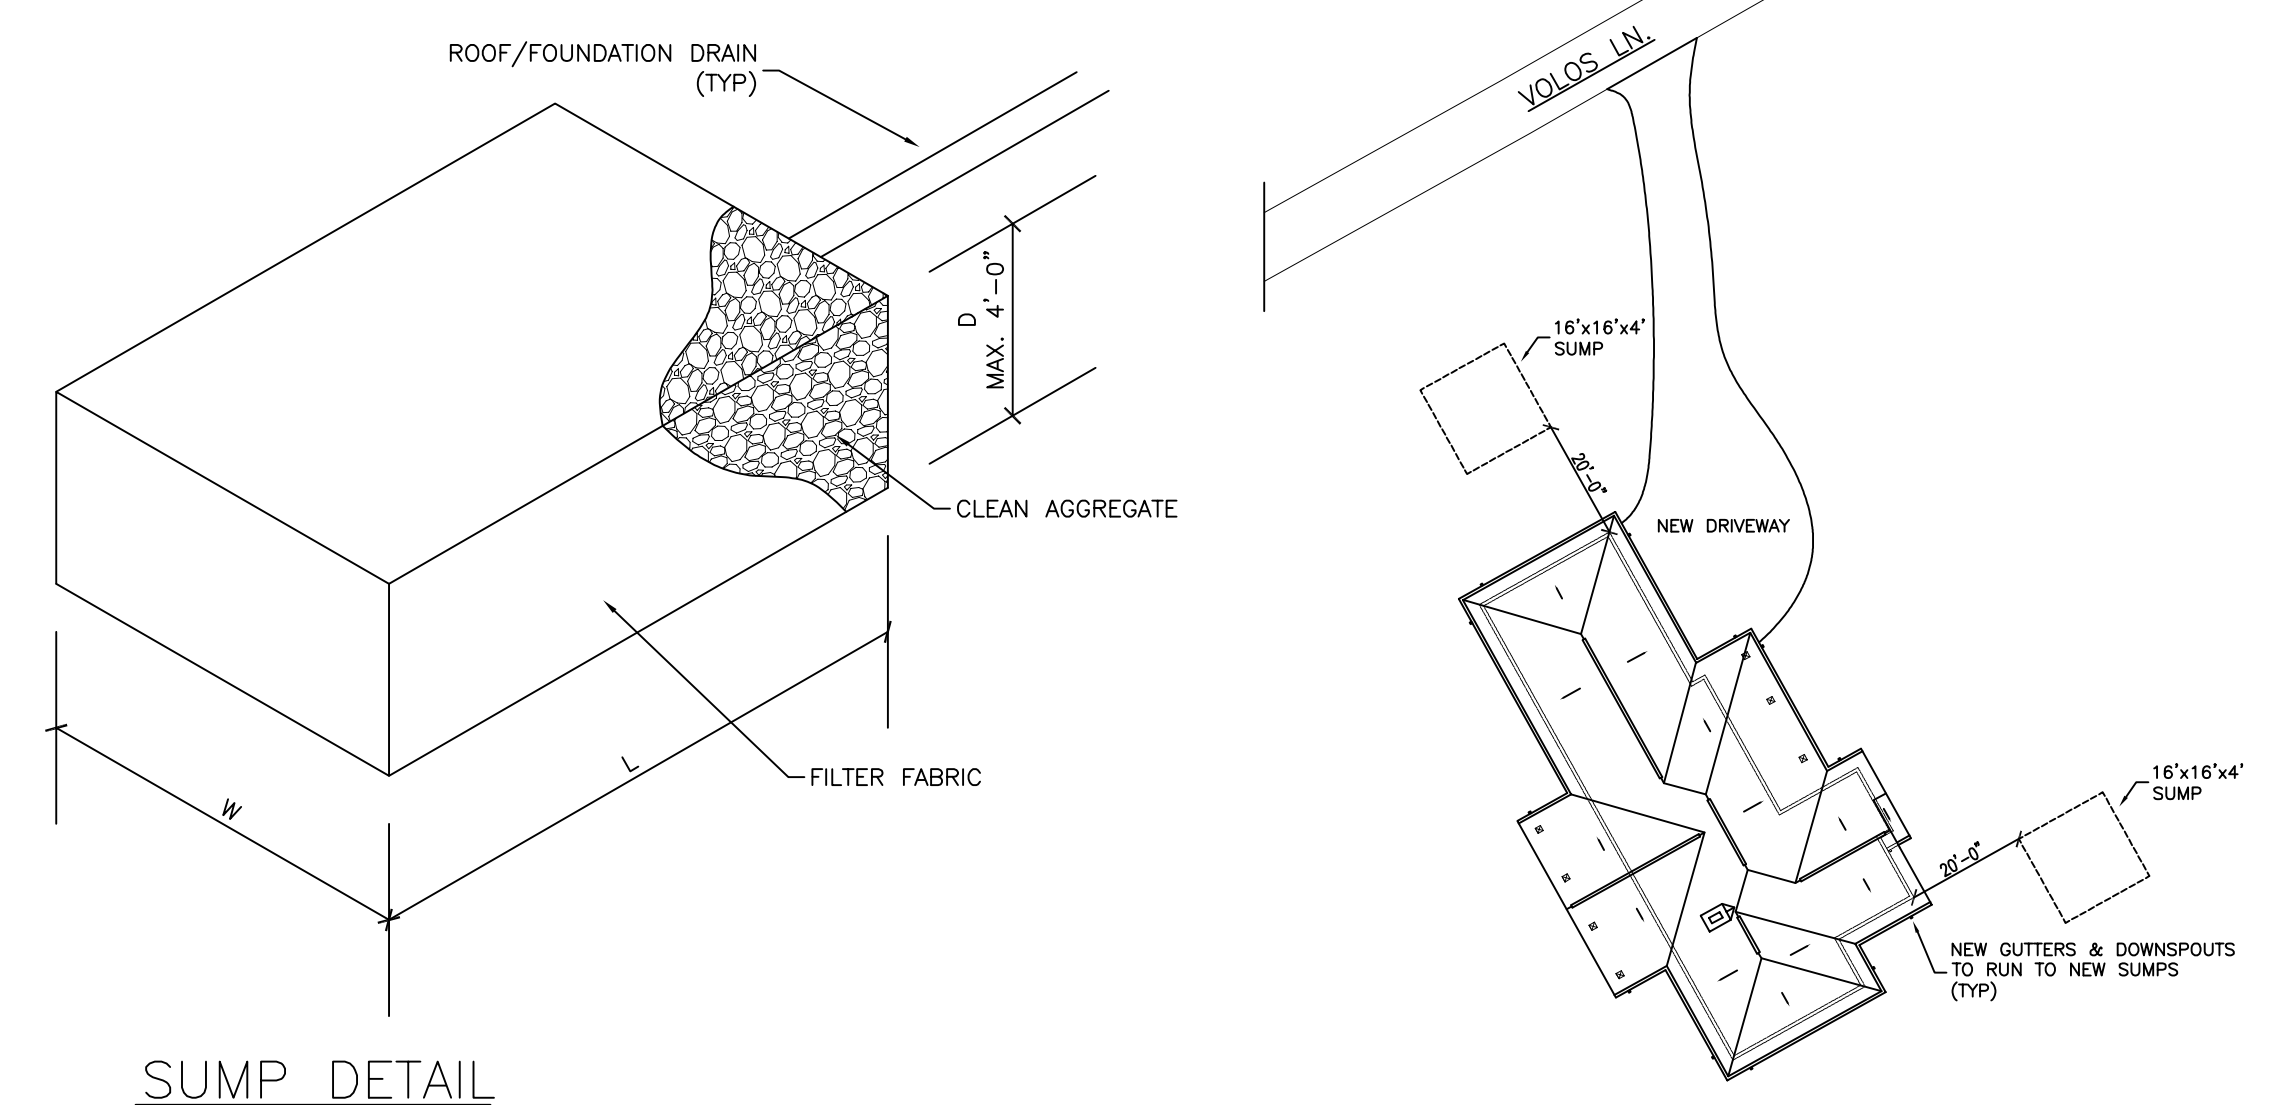 ROOF/FOUNDATION DRAIN
(TYP)
D
MAX. 4'-0"
CLEAN AGGREGATE
FILTER FABRIC
L
W
SUMP DETAIL
VOLOS LN.
16'x16'x4'
SUMP
20'-0"
NEW DRIVEWAY
16'x16'x4'
SUMP
20'-0"
NEW GUTTERS & DOWNSPOUTS
TO RUN TO NEW SUMPS
(TYP)